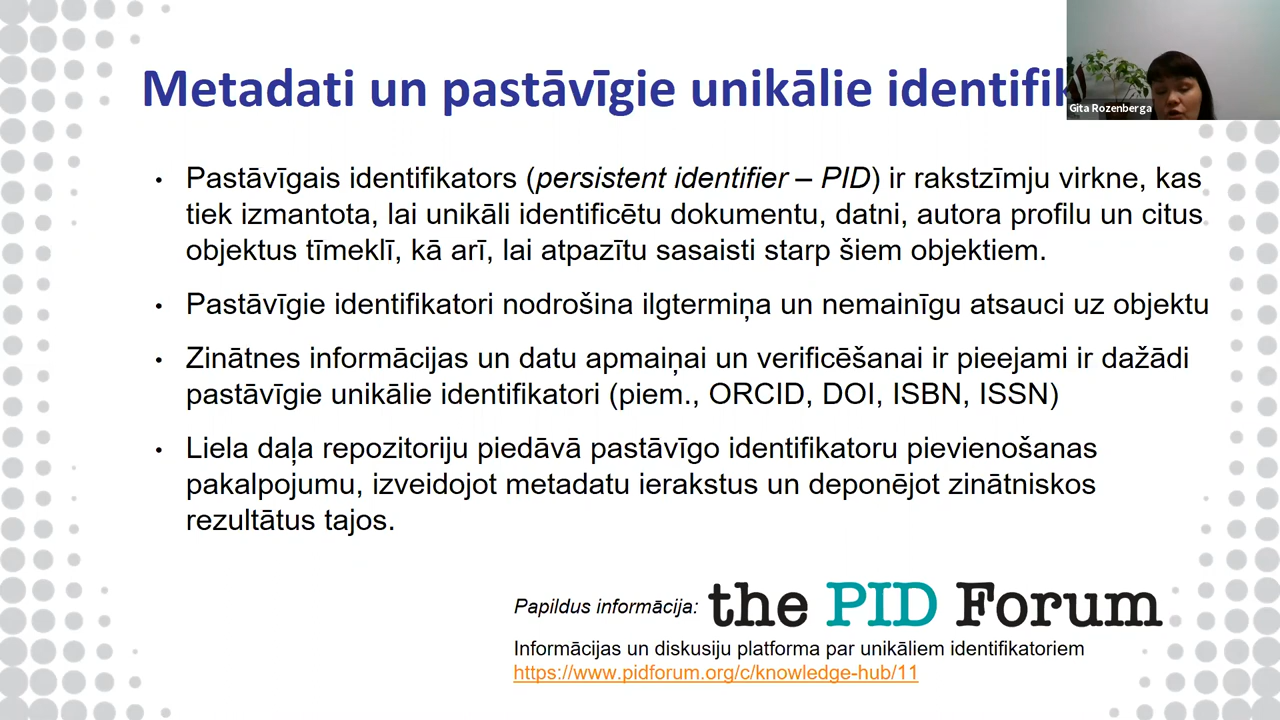 Metadati un pastāvīgie unikālie identifik
Gita Rozenberga
• Pastāvīgais identifikators (persistent identifier – PID) ir rakstzīmju virkne, kas
tiek izmantota, lai unikāli identificētu dokumentu, datni, autora profilu un citus
objektus tīmeklī, kā arī, lai atpazītu sasaisti starp šiem objektiem.
• Pastāvīgie identifikatori nodrošina ilgtermiņa un nemainīgu atsauci uz objektu
• Zinātnes informācijas un datu apmaiņai un verificēšanai ir pieejami ir dažādi
pastāvīgie unikālie identifikatori (piem., ORCID, DOI, ISBN, ISSN)
• Liela daļa repozitoriju piedāvā pastāvīgo identifikatoru pievienošanas
pakalpojumu, izveidojot metadatu ierakstus un deponējot zinātniskos
rezultātus tajos.
Papildus informācija: the PID Forum
Informācijas un diskusiju platforma par unikāliem identifikatoriem
https://www.pidforum.org/c/knowledge-hub/11